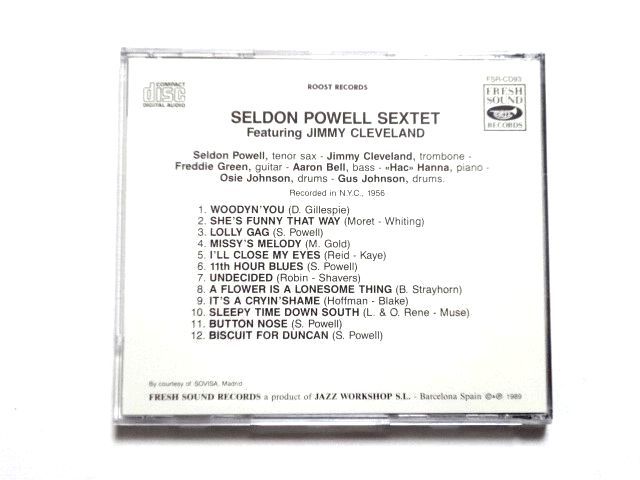 COMPACT
disc
DIGITAL AUDIO
ROOST RECORDS
FSR-CD93
FRESH
SOUND
RECORDS
SELDON POWELL SEXTET
Featuring JIMMY CLEVELAND
Seldon Powell, tenor sax - Jimmy Cleveland, trombone -
Freddie Green, guitar - Aaron Bell, bass - «Hac» Hanna, piano -
Osie Johnson, drums - Gus Johnson, drums.
Recorded in N.Y.C., 1956
1. WOODYN'YOU (D. Gillespie)
2. SHE'S FUNNY THAT WAY (Moret - Whiting)
3. LOLLY GAG (S. Powell)
4. MISSY'S MELODY (M. Gold)
5. I'LL CLOSE MY EYES (Reid - Kaye)
6. 11th HOUR BLUES (S. Powell)
7. UNDECIDED (Robin - Shavers)
8. A FLOWER IS A LONESOME THING (B. Strayhorn)
9. IT'S A CRYIN'SHAME (Hoffman - Blake)
10. SLEEPY TIME DOWN SOUTH (L. & O. Rene - Muse)
11. BUTTON NOSE (S. Powell)
12. BISCUIT FOR DUNCAN (S. Powell)
By courtesy of SOVISA, Madrid
FRESH SOUND RECORDS a product of JAZZ WORKSHOP S.L. - Barcelona Spain ©+℗ 1989